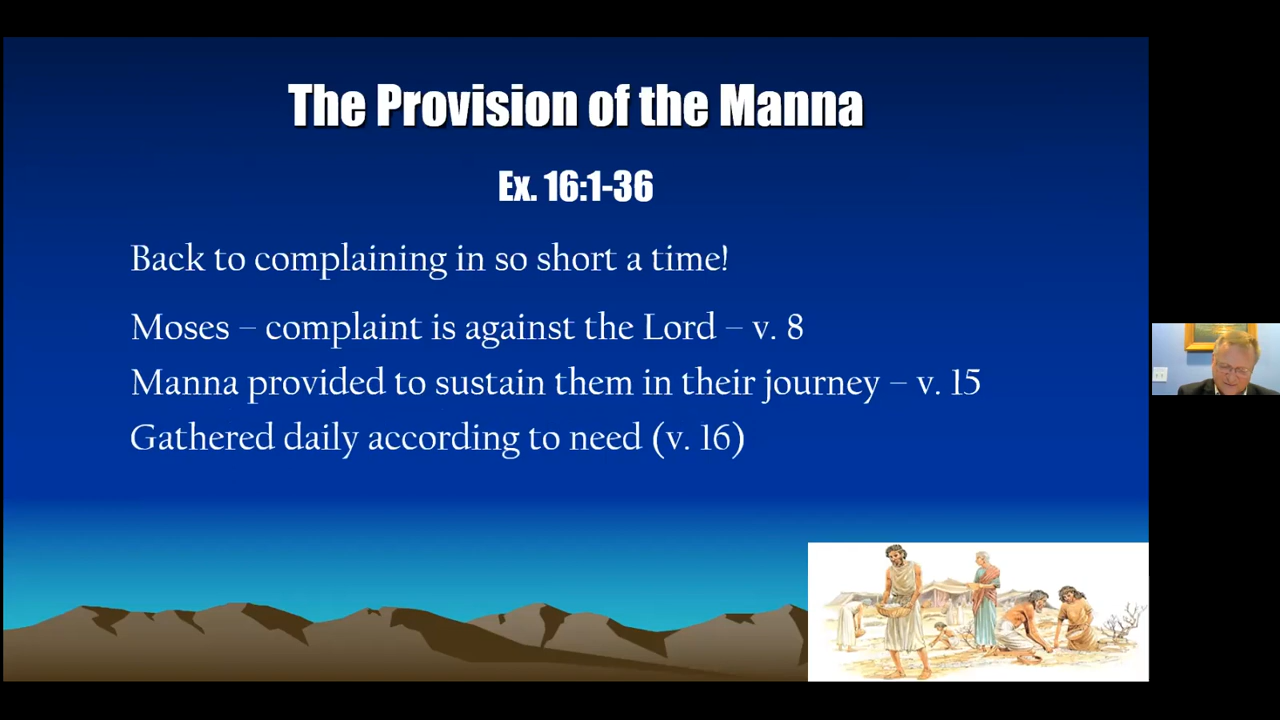 The Provision of the Manna
Ex. 16:1-36
Back to complaining in so short a time!
Moses – complaint is against the Lord – v. 8
Manna provided to sustain them in their journey – v. 15
Gathered daily according to need (v. 16)